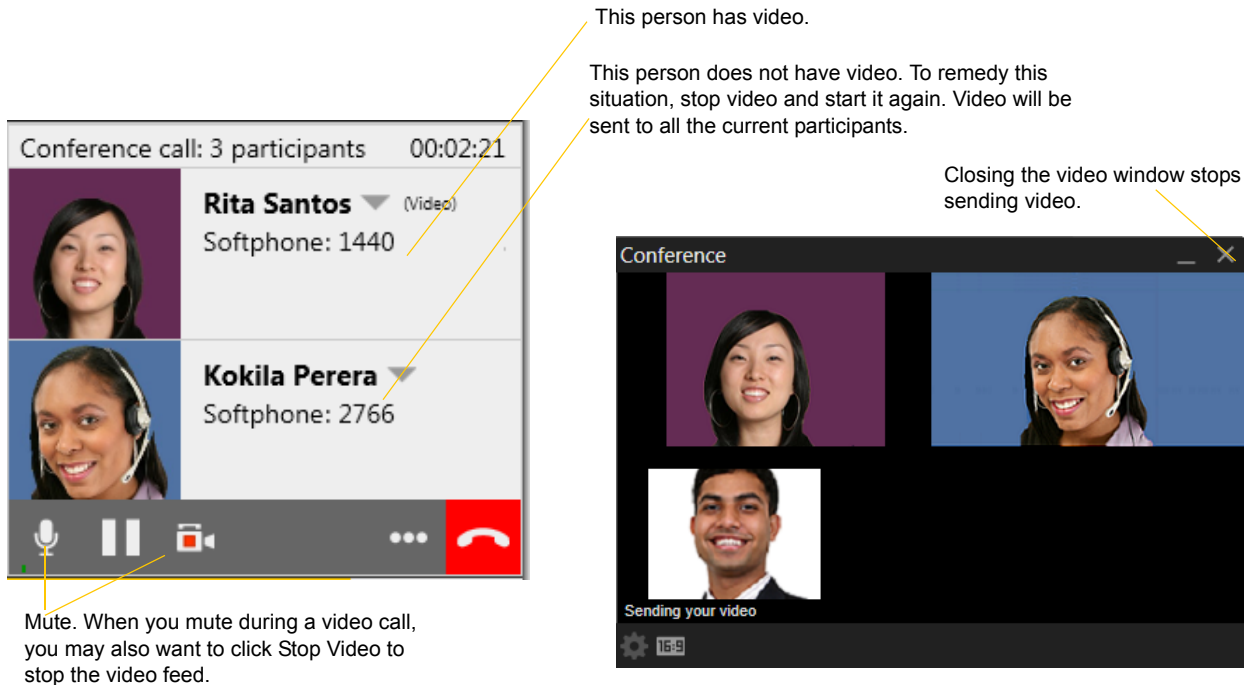 This person has video.
This person does not have video. To remedy this
situation, stop video and start it again. Video will be
sent to all the current participants.
Conference call: 3 participants 00:02:21
Rita Santos (Video)
Softphone: 1440
Kokila Perera
Softphone: 2766
Mute. When you mute during a video call,
you may also want to click Stop Video to
stop the video feed.
Closing the video window stops
sending video.
Conference
Sending your video
16:9